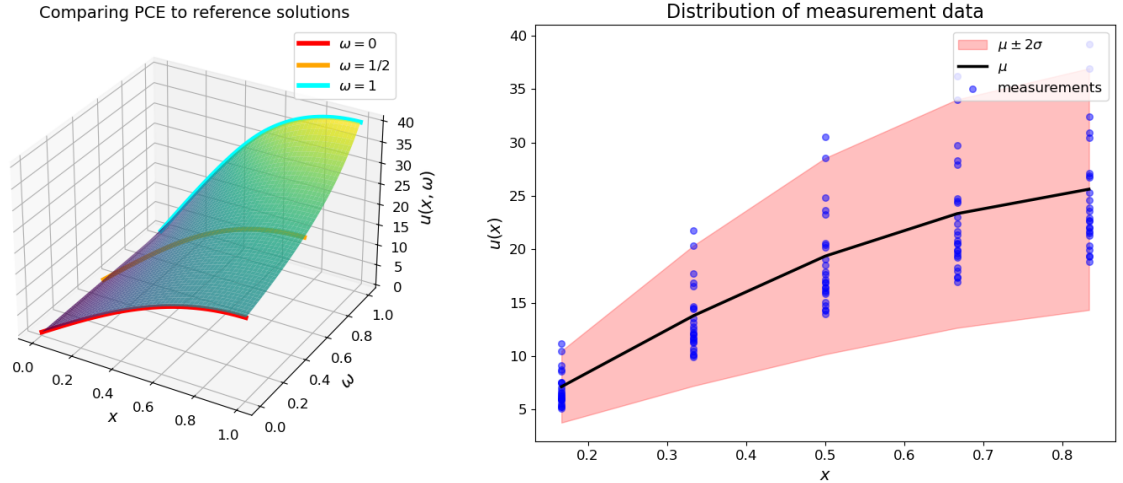 Comparing PCE to reference solutions
ω = 0
ω = 1/2
ω = 1
40
35
30
25
20
15
10
5
0
u(x, ω)
0.0
0.2
0.4
0.6
0.8
1.0
x
0.0
0.2
0.4
0.6
0.8
1.0
ω
Distribution of measurement data
μ ± 2σ
μ
measurements
40
35
30
25
20
15
10
5
u(x)
0.2
0.3
0.4
0.5
0.6
0.7
0.8
x